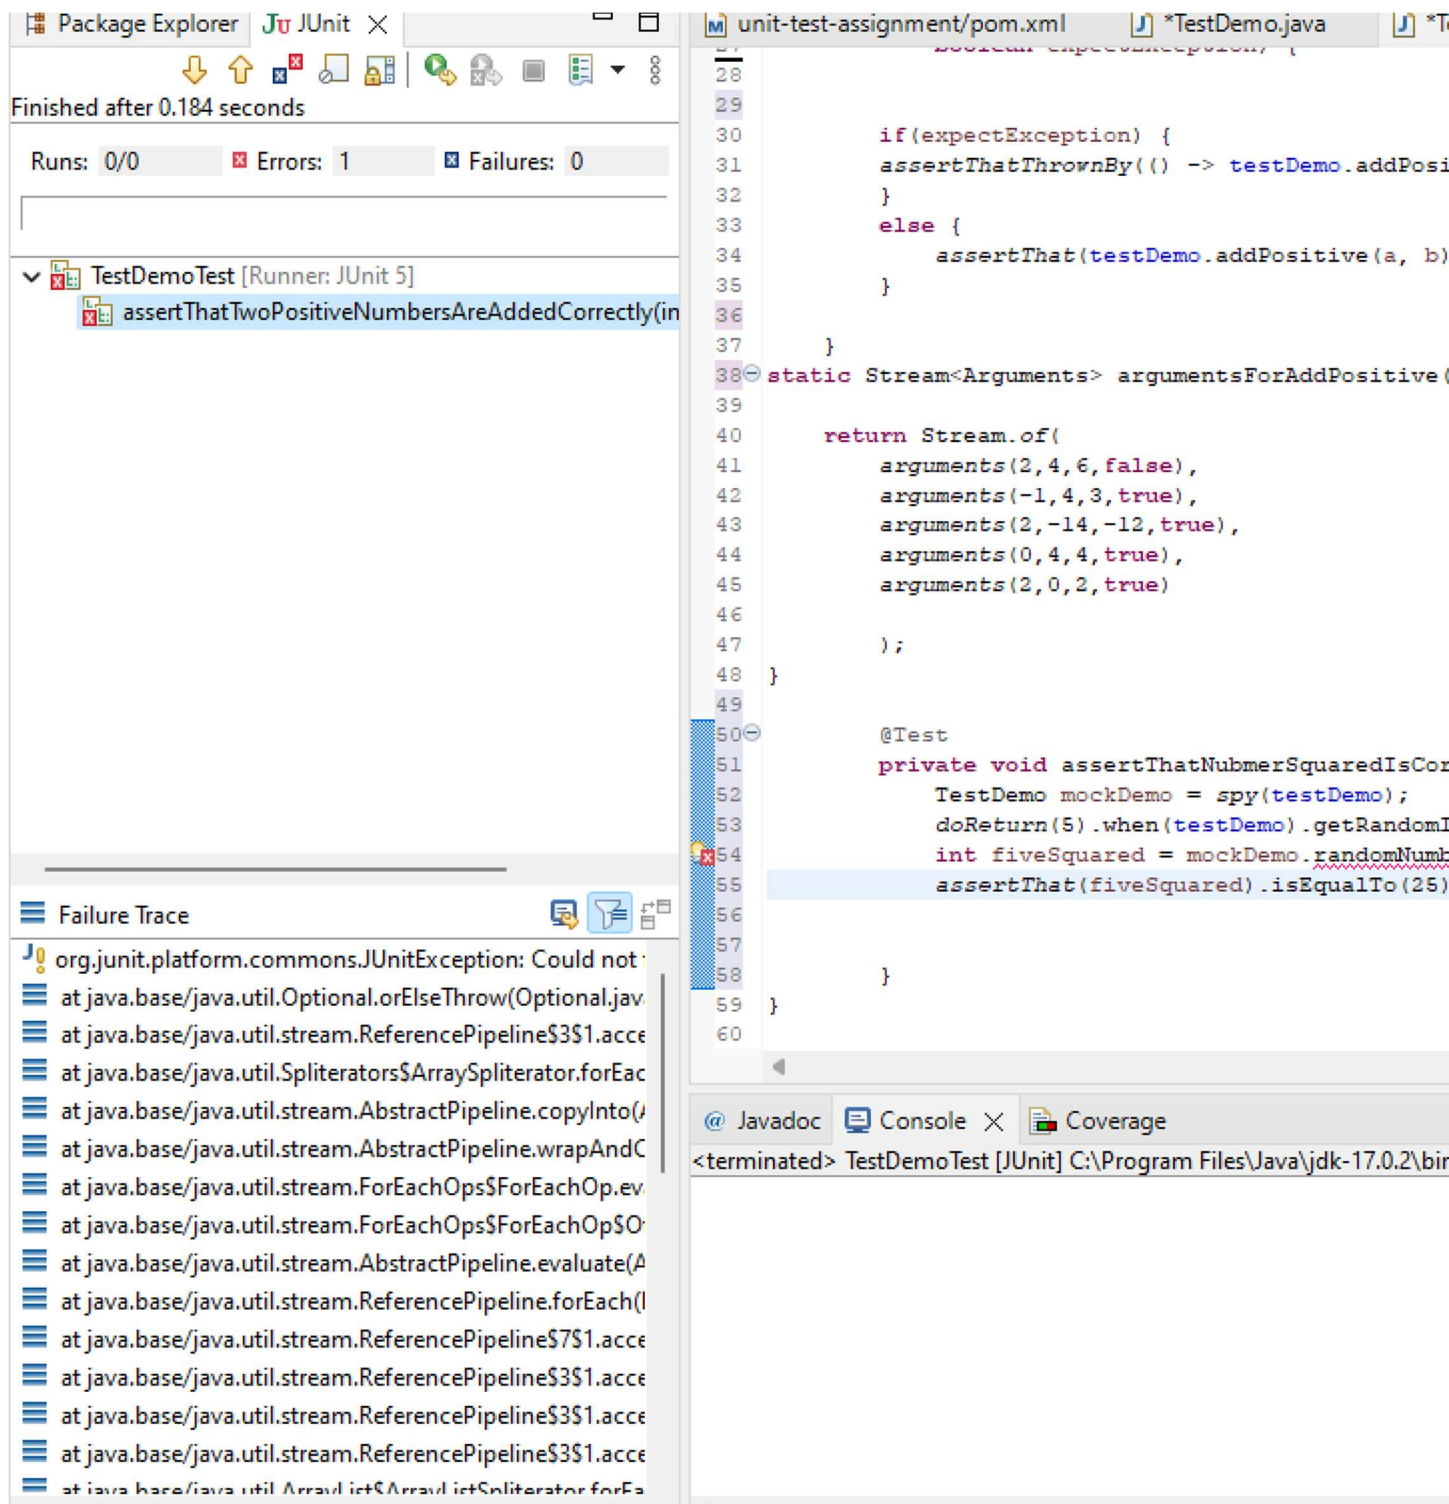 Package Explorer
JUnit
Finished after 0.184 seconds
Runs: 0/0
Errors: 1
Failures: 0
TestDemoTest [Runner: JUnit 5]
assertThatTwoPositiveNumbersAreAddedCorrectly(in
Failure Trace
org.junit.platform.commons.JUnitException: Could not
at java.base/java.util.Optional.orElseThrow(Optional.jav
at java.base/java.util.stream.ReferencePipeline$3$1.acce
at java.base/java.util.Spliterators$ArraySpliterator.forEac
at java.base/java.util.stream.AbstractPipeline.copyInto(A
at java.base/java.util.stream.AbstractPipeline.wrapAndC
at java.base/java.util.stream.ForEachOps$ForEachOp.ev
at java.base/java.util.stream.ForEachOps$ForEachOp$O
at java.base/java.util.stream.AbstractPipeline.evaluate(A
at java.base/java.util.stream.ReferencePipeline.forEach(
at java.base/java.util.stream.ReferencePipeline$7$1.acce
at java.base/java.util.stream.ReferencePipeline$3$1.acce
at java.base/java.util.stream.ReferencePipeline$3$1.acce
at java.base/java.util.stream.ReferencePipeline$3$1.acce
at java.base/java.util.ArrayList$ArrayListSpliterator.forEa
unit-test-assignment/pom.xml
*TestDemo.java
*Te
27 boolean expectException) {
28
29
30 if(expectException) {
31 assertThatThrownBy(() -> testDemo.addPosi
32 }
33 else {
34 assertThat(testDemo.addPositive(a, b)
35 }
36
37 }
38 static Stream<Arguments> argumentsForAddPositive(
39
40 return Stream.of(
41 arguments(2,4,6,false),
42 arguments(-1,4,3,true),
43 arguments(2,-14,-12,true),
44 arguments(0,4,4,true),
45 arguments(2,0,2,true)
46
47 );
48 }
49
50 @Test
51 private void assertThatNubmerSquaredIsCor
52 TestDemo mockDemo = spy(testDemo);
53 doReturn(5).when(testDemo).getRandomI
54 int fiveSquared = mockDemo.randomNumb
55 assertThat(fiveSquared).isEqualTo(25)
56
57
58 }
59 }
60
@ Javadoc
Console
Coverage
<terminated> TestDemoTest [JUnit] C:\Program Files\Java\jdk-17.0.2\bin